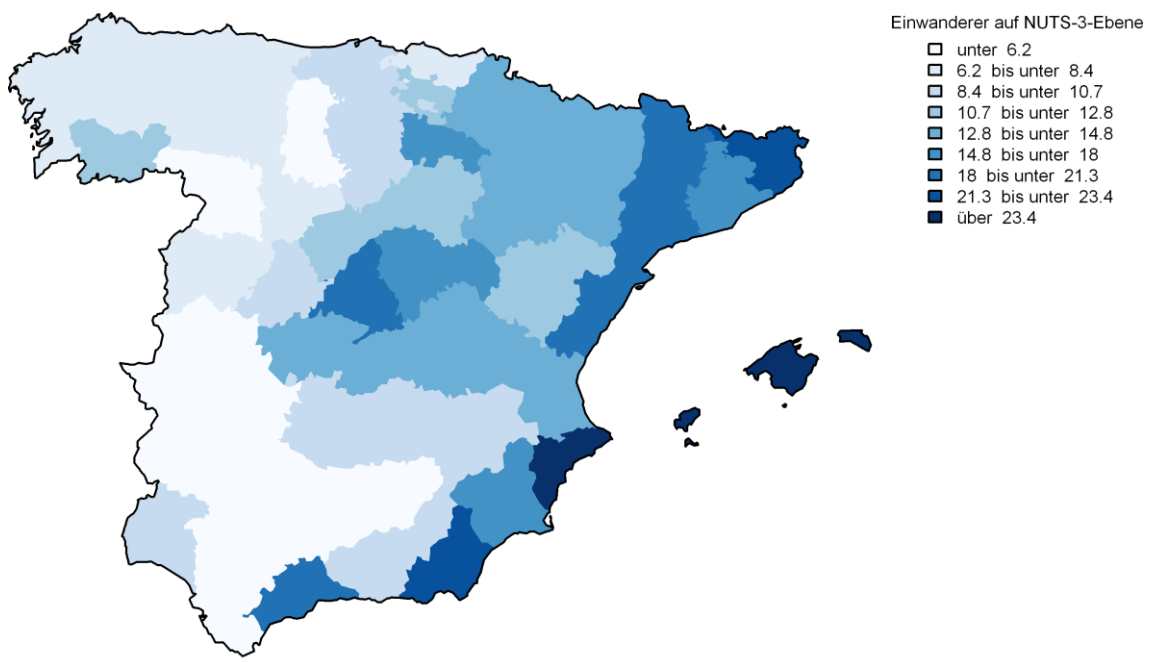 Einwanderer auf NUTS-3-Ebene
unter 6.2
6.2 bis unter 8.4
8.4 bis unter 10.7
10.7 bis unter 12.8
12.8 bis unter 14.8
14.8 bis unter 18
18 bis unter 21.3
21.3 bis unter 23.4
über 23.4